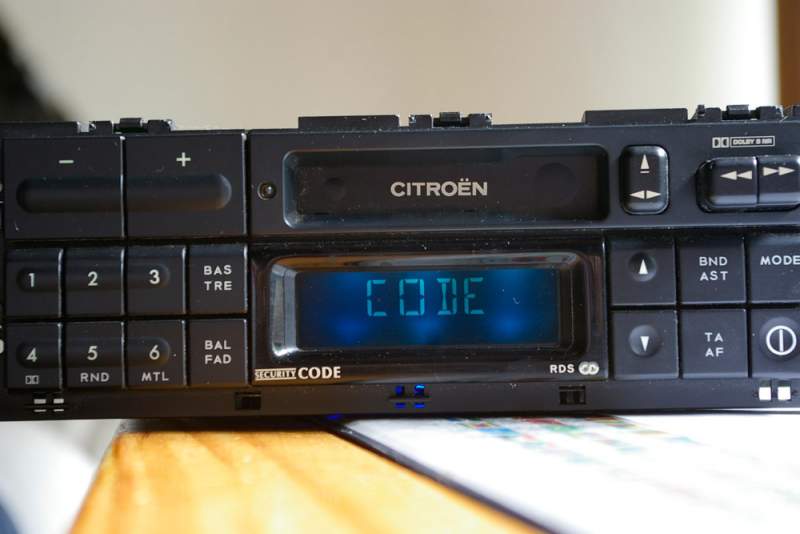 DOLBY B NR
− +
CITROËN
1 2 3 BAS
TRE
CODE
BND
AST
MODE
4 5 6 BAL
FAD
RND MTL
TA
AF
SECURITY CODE
RDS CD